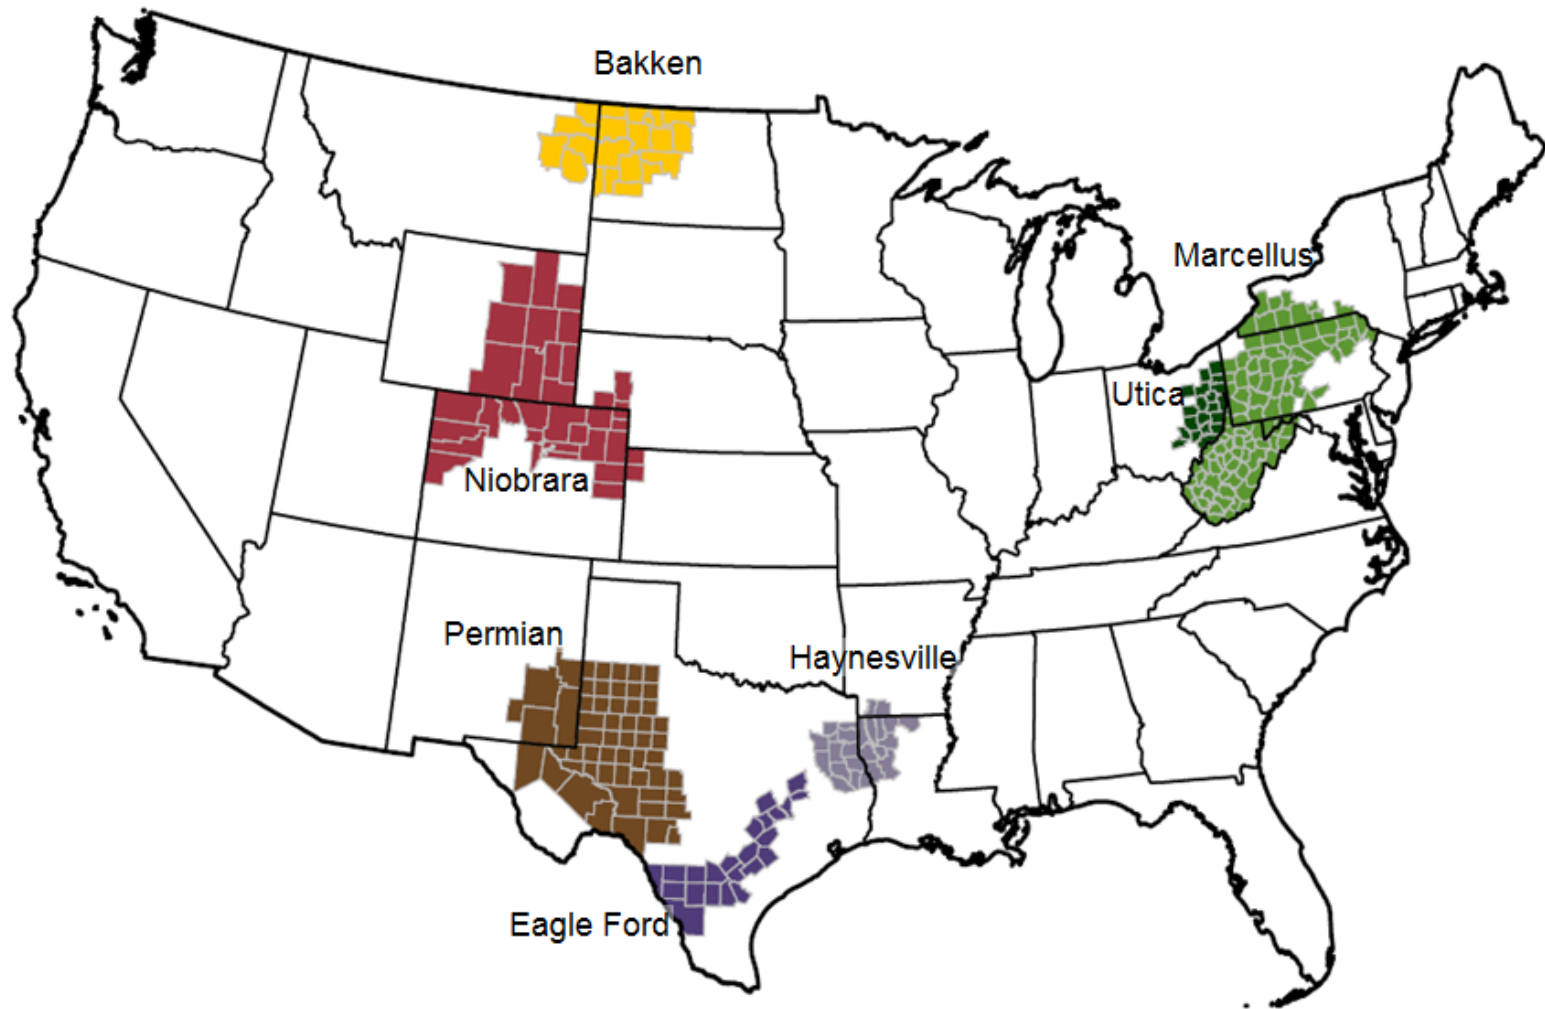 Bakken
Marcellus
Utica
Niobrara
Permian
Haynesville
Eagle Ford